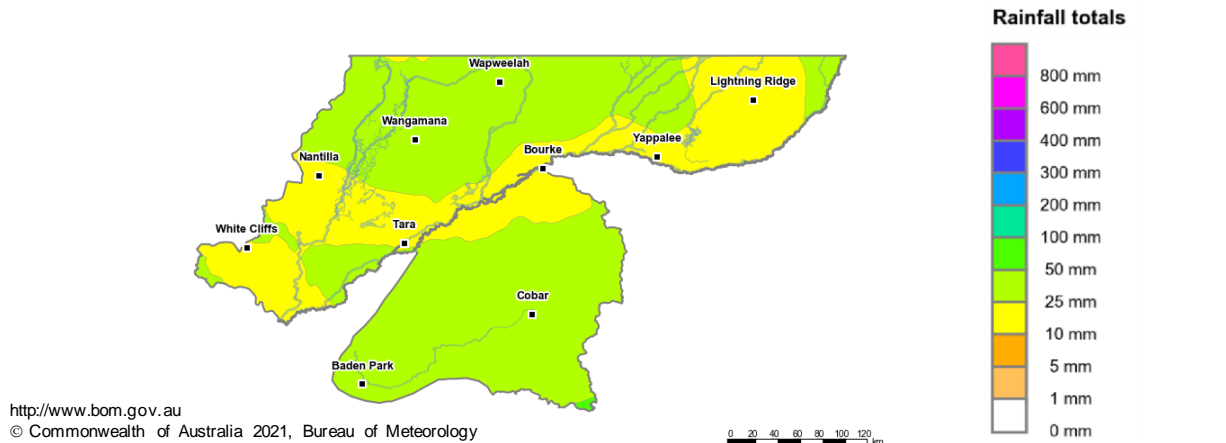 Rainfall totals
Wapweelah
Lightning Ridge
Wangamana
Yappalee
Bourke
Nantilla
White Cliffs
Tara
Cobar
Baden Park
800 mm
600 mm
400 mm
300 mm
200 mm
100 mm
50 mm
25 mm
10 mm
5 mm
1 mm
0 mm
http://www.bom.gov.au
© Commonwealth of Australia 2021, Bureau of Meteorology
0 20 40 60 80 100 120
km